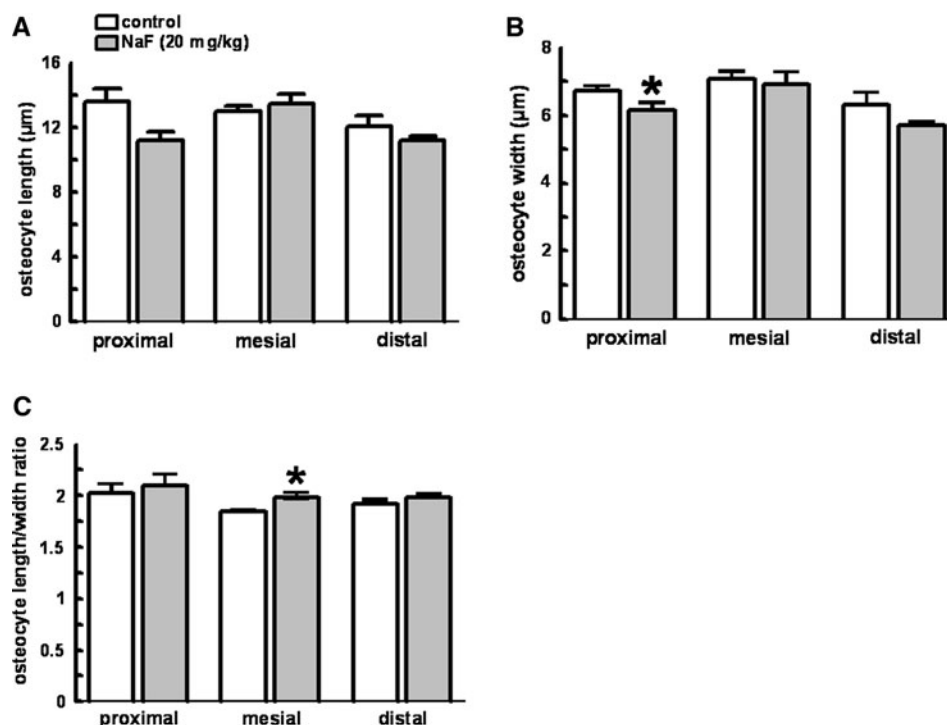 A
control
NaF (20 mg/kg)
osteocyte length (µm)
16
12
8
4
0
proximal mesial distal
B
osteocyte width (µm)
8
6
4
2
0
*
proximal mesial distal
C
osteocyte length/width ratio
2.5
2
1.5
1
0.5
0
*
proximal mesial distal